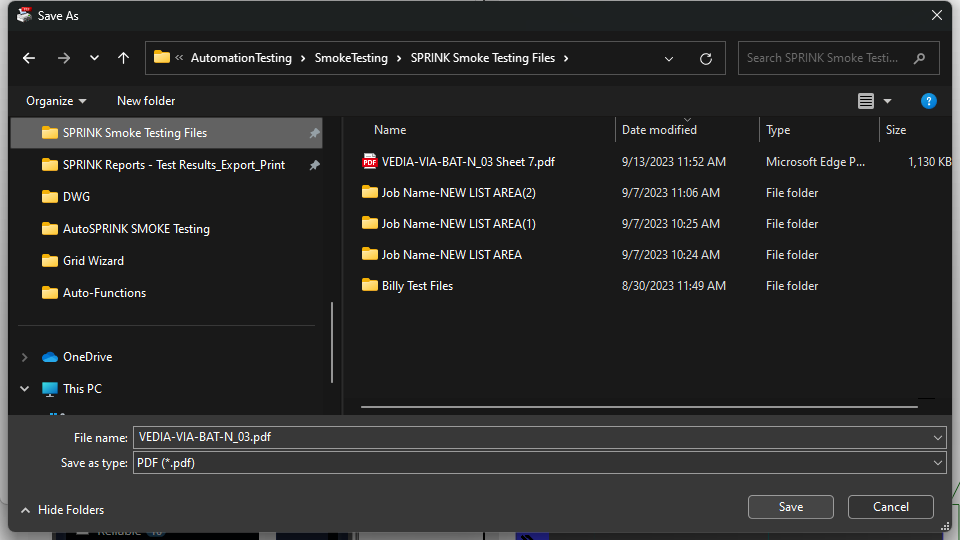 Save As
« AutomationTesting > SmokeTesting > SPRINK Smoke Testing Files >
Search SPRINK Smoke Testi...
Organize
New folder
SPRINK Smoke Testing Files
SPRINK Reports - Test Results_Export_Print
DWG
AutoSPRINK SMOKE Testing
Grid Wizard
Auto-Functions
OneDrive
This PC
Name Date modified Type Size
PDF VEDIA-VIA-BAT-N_03 Sheet 7.pdf 9/13/2023 11:52 AM Microsoft Edge P... 1,130 KB
Job Name-NEW LIST AREA(2) 9/7/2023 11:06 AM File folder
Job Name-NEW LIST AREA(1) 9/7/2023 10:25 AM File folder
Job Name-NEW LIST AREA 9/7/2023 10:24 AM File folder
Billy Test Files 8/30/2023 11:49 AM File folder
File name: VEDIA-VIA-BAT-N_03.pdf
Save as type: PDF (*.pdf)
Hide Folders
Save
Cancel
Reliable